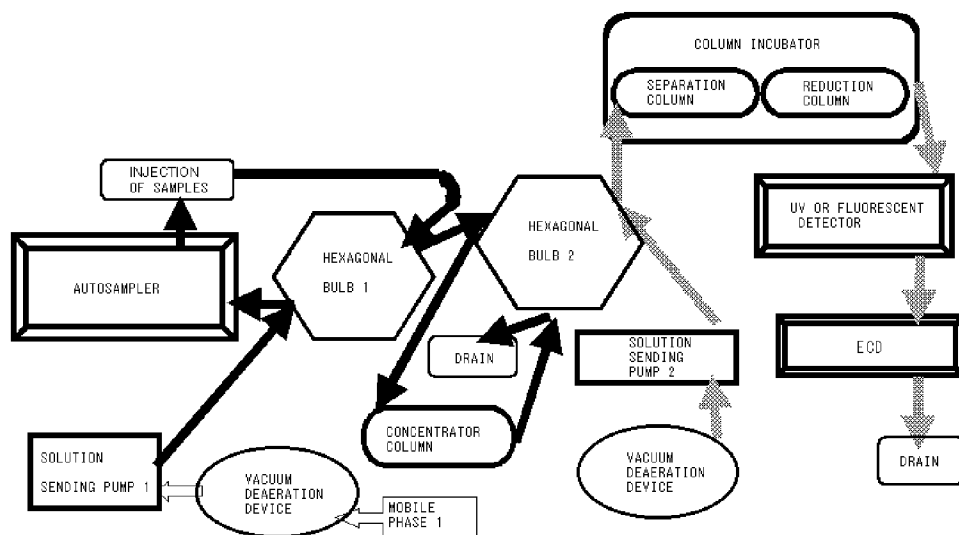 COLUMN INCUBATOR
SEPARATION
COLUMN
REDUCTION
COLUMN
INJECTION
OF SAMPLES
UV OR FLUORESCENT
DETECTOR
HEXAGONAL
BULB 1
HEXAGONAL
BULB 2
AUTOSAMPLER
DRAIN
SOLUTION
SENDING
PUMP 2
ECD
CONCENTRATOR
COLUMN
SOLUTION
SENDING PUMP 1
VACUUM
DEAERATION
DEVICE
MOBILE
PHASE 1
VACUUM
DEAERATION
DEVICE
DRAIN